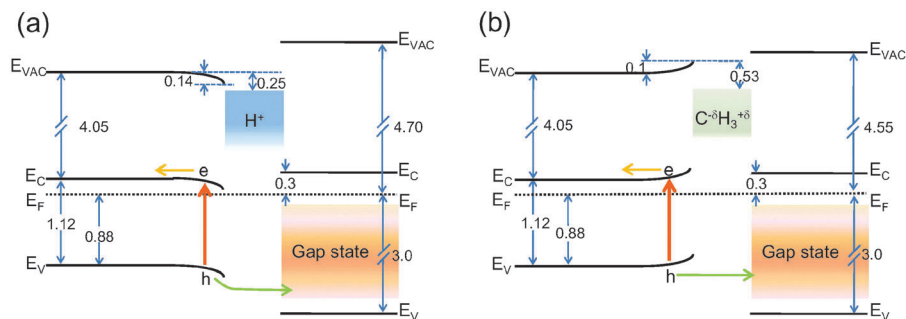 (a)
E_VAC
E_VAC
0.14
0.25
H⁺
4.05
4.70
e
E_C
E_C
0.3
E_F
E_F
1.12
0.88
Gap state
3.0
E_V
h
E_V
(b)
E_VAC
E_VAC
0.1
0.53
C⁻ᵟH₃⁺ᵟ
4.05
4.55
e
E_C
E_C
0.3
E_F
E_F
1.12
0.88
Gap state
3.0
E_V
h
E_V